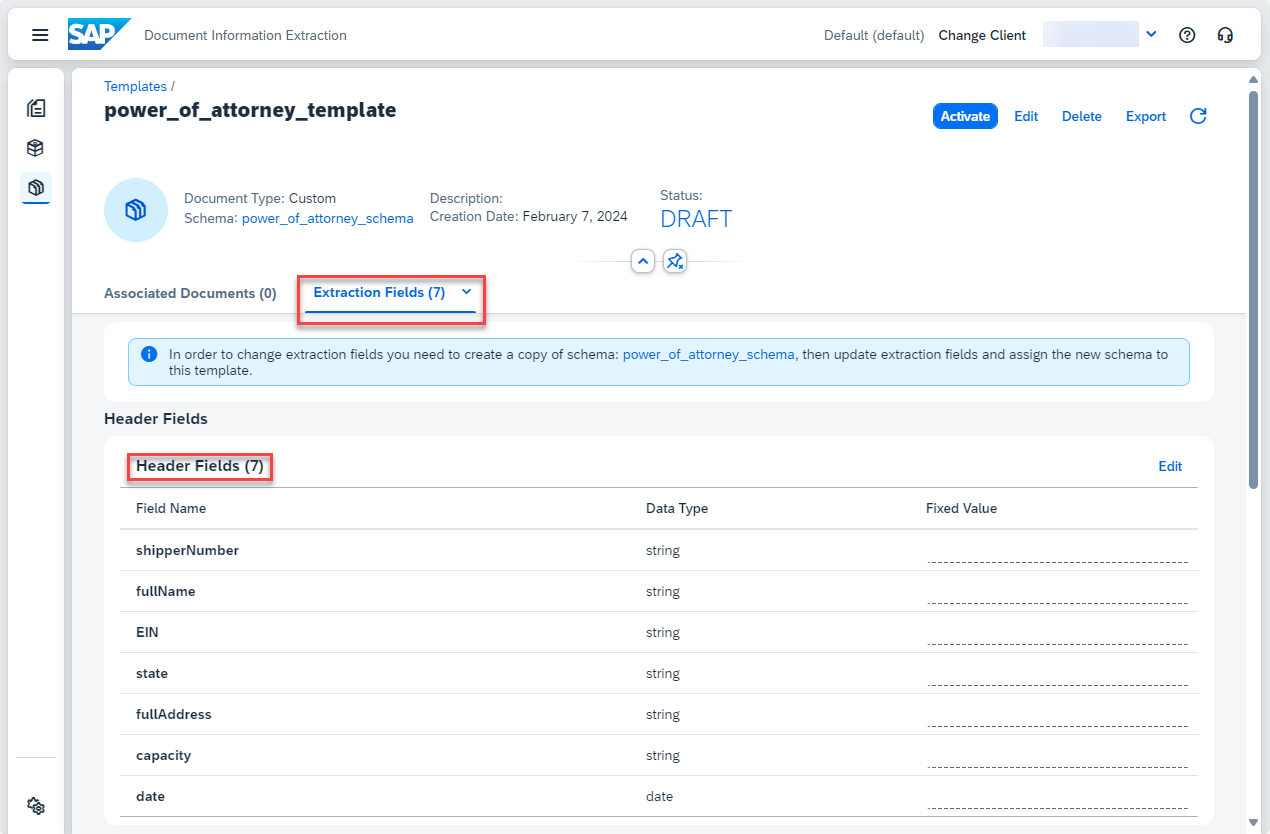 SAP Document Information Extraction Default (default) Change Client
Templates /
power_of_attorney_template
Activate Edit Delete Export
Document Type: Custom
Schema: power_of_attorney_schema
Description:
Creation Date: February 7, 2024
Status:
DRAFT
Associated Documents (0) Extraction Fields (7)
In order to change extraction fields you need to create a copy of schema: power_of_attorney_schema, then update extraction fields and assign the new schema to
this template.
Header Fields
Header Fields (7) Edit
Field Name Data Type Fixed Value
shipperNumber string
fullName string
EIN string
state string
fullAddress string
capacity string
date date